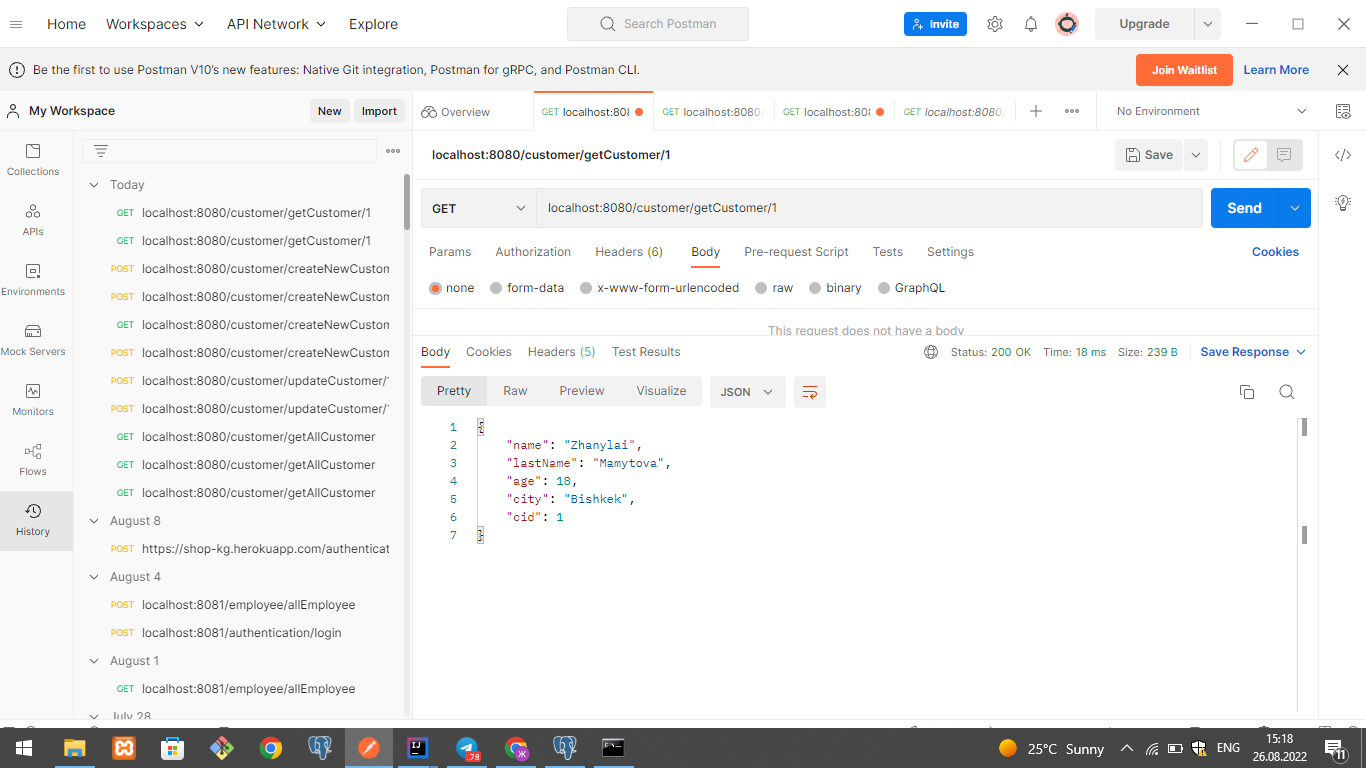 Home Workspaces API Network Explore Search Postman Invite Upgrade
Be the first to use Postman V10's new features: Native Git integration, Postman for gRPC, and Postman CLI. Join Waitlist Learn More
My Workspace New Import Overview GET localhost:808 GET localhost:8080/ GET localhost:808 GET localhost:8080/ No Environment
Collections
APIs
Environments
Mock Servers
Monitors
Flows
History
Today
GET localhost:8080/customer/getCustomer/1
GET localhost:8080/customer/getCustomer/1
POST localhost:8080/customer/createNewCustom
POST localhost:8080/customer/createNewCustom
GET localhost:8080/customer/createNewCustom
POST localhost:8080/customer/createNewCustom
POST localhost:8080/customer/updateCustomer/
POST localhost:8080/customer/updateCustomer/
GET localhost:8080/customer/getAllCustomer
GET localhost:8080/customer/getAllCustomer
GET localhost:8080/customer/getAllCustomer
August 8
POST https://shop-kg.herokuapp.com/authenticat
August 4
POST localhost:8081/employee/allEmployee
POST localhost:8081/authentication/login
August 1
GET localhost:8081/employee/allEmployee
July 28
localhost:8080/customer/getCustomer/1 Save
GET localhost:8080/customer/getCustomer/1 Send
Params Authorization Headers (6) Body Pre-request Script Tests Settings Cookies
none form-data x-www-form-urlencoded raw binary GraphQL
This request does not have a body
Body Cookies Headers (5) Test Results Status: 200 OK Time: 18 ms Size: 239 B Save Response
Pretty Raw Preview Visualize JSON
1 {
2 "name": "Zhanylai",
3 "lastName": "Mamytova",
4 "age": 18,
5 "city": "Bishkek",
6 "cid": 1
7 }
.78 Ж 25°C Sunny ENG 15:18
26.08.2022 11